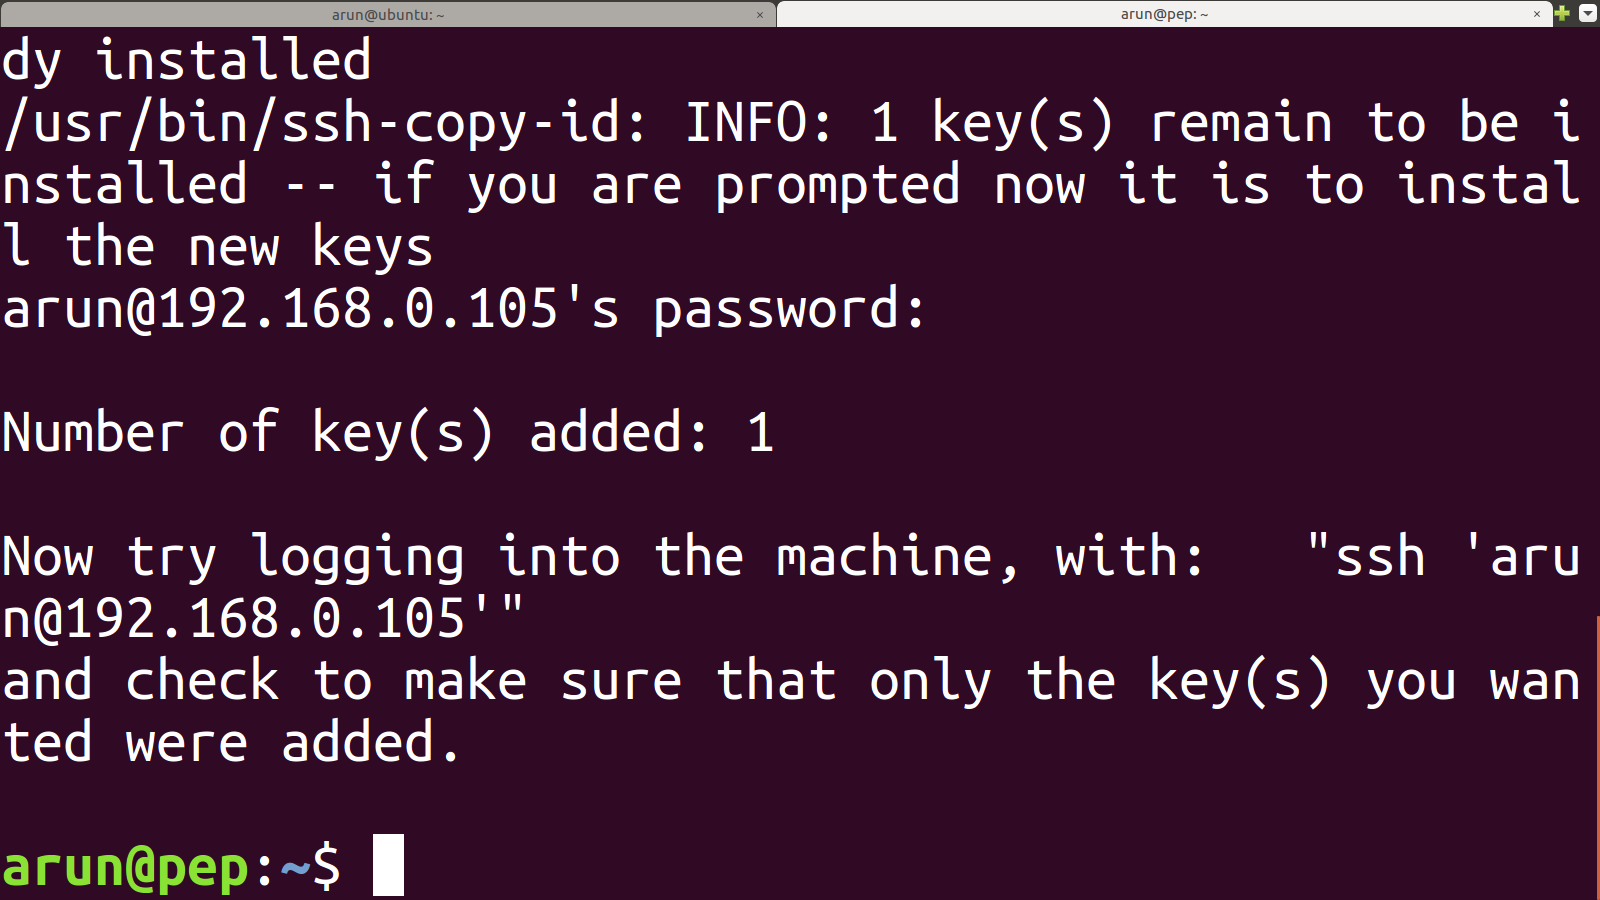 arun@ubuntu: ~ ×
arun@pep: ~ ×
dy installed
/usr/bin/ssh-copy-id: INFO: 1 key(s) remain to be i
nstalled -- if you are prompted now it is to instal
l the new keys
arun@192.168.0.105's password:
Number of key(s) added: 1
Now try logging into the machine, with:   "ssh 'aru
n@192.168.0.105'"
and check to make sure that only the key(s) you wan
ted were added.
arun@pep:~$